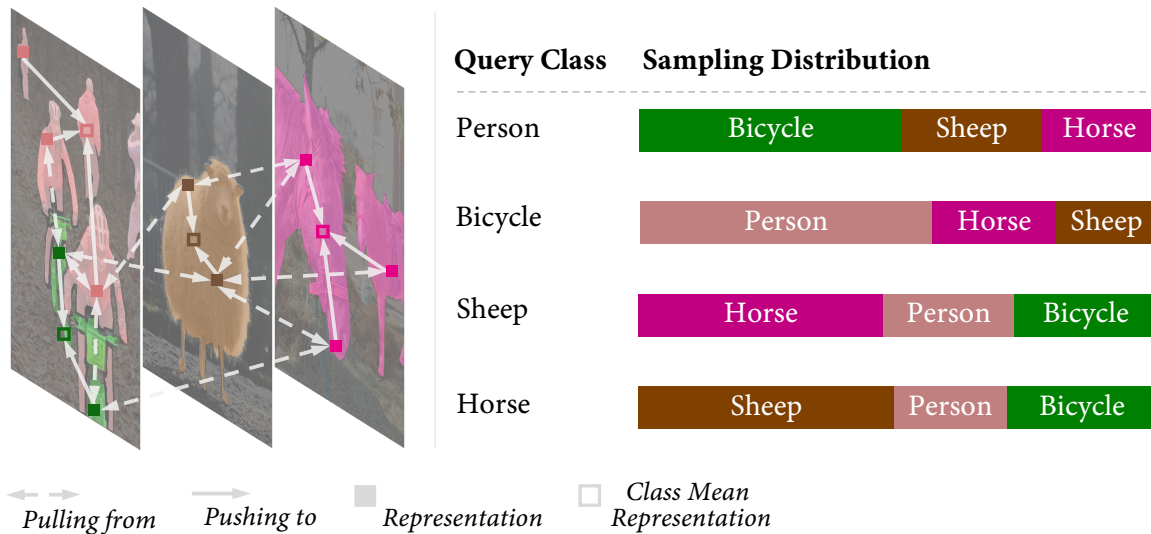 Query Class Sampling Distribution
Person Bicycle Sheep Horse
Bicycle Person Horse Sheep
Sheep Horse Person Bicycle
Horse Sheep Person Bicycle
Pulling from Pushing to Representation Class Mean
Representation